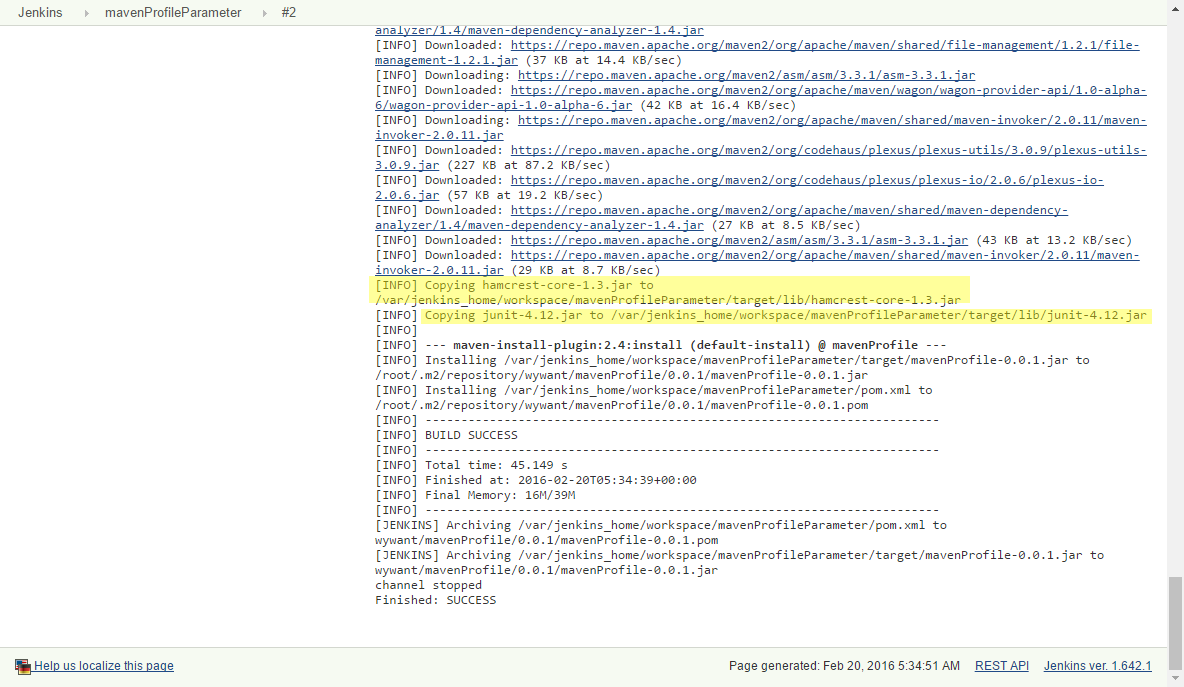 Jenkins mavenProfileParameter #2
analyzer/1.4/maven-dependency-analyzer-1.4.jar
[INFO] Downloaded: https://repo.maven.apache.org/maven2/org/apache/maven/shared/file-management/1.2.1/file-
management-1.2.1.jar (37 KB at 14.4 KB/sec)
[INFO] Downloading: https://repo.maven.apache.org/maven2/asm/asm/3.3.1/asm-3.3.1.jar
[INFO] Downloaded: https://repo.maven.apache.org/maven2/org/apache/maven/wagon/wagon-provider-api/1.0-alpha-
6/wagon-provider-api-1.0-alpha-6.jar (42 KB at 16.4 KB/sec)
[INFO] Downloading: https://repo.maven.apache.org/maven2/org/apache/maven/shared/maven-invoker/2.0.11/maven-
invoker-2.0.11.jar
[INFO] Downloaded: https://repo.maven.apache.org/maven2/org/codehaus/plexus/plexus-utils/3.0.9/plexus-utils-
3.0.9.jar (227 KB at 87.2 KB/sec)
[INFO] Downloaded: https://repo.maven.apache.org/maven2/org/codehaus/plexus/plexus-io/2.0.6/plexus-io-
2.0.6.jar (57 KB at 19.2 KB/sec)
[INFO] Downloaded: https://repo.maven.apache.org/maven2/org/apache/maven/shared/maven-dependency-
analyzer/1.4/maven-dependency-analyzer-1.4.jar (27 KB at 8.5 KB/sec)
[INFO] Downloaded: https://repo.maven.apache.org/maven2/asm/asm/3.3.1/asm-3.3.1.jar (43 KB at 13.2 KB/sec)
[INFO] Downloaded: https://repo.maven.apache.org/maven2/org/apache/maven/shared/maven-invoker/2.0.11/maven-
invoker-2.0.11.jar (29 KB at 8.7 KB/sec)
[INFO] Copying hamcrest-core-1.3.jar to
/var/jenkins_home/workspace/mavenProfileParameter/target/lib/hamcrest-core-1.3.jar
[INFO] Copying junit-4.12.jar to /var/jenkins_home/workspace/mavenProfileParameter/target/lib/junit-4.12.jar
[INFO]
[INFO] --- maven-install-plugin:2.4:install (default-install) @ mavenProfile ---
[INFO] Installing /var/jenkins_home/workspace/mavenProfileParameter/target/mavenProfile-0.0.1.jar to
/root/.m2/repository/wywant/mavenProfile/0.0.1/mavenProfile-0.0.1.jar
[INFO] Installing /var/jenkins_home/workspace/mavenProfileParameter/pom.xml to
/root/.m2/repository/wywant/mavenProfile/0.0.1/mavenProfile-0.0.1.pom
[INFO] ------------------------------------------------------------------------
[INFO] BUILD SUCCESS
[INFO] ------------------------------------------------------------------------
[INFO] Total time: 45.149 s
[INFO] Finished at: 2016-02-20T05:34:39+00:00
[INFO] Final Memory: 16M/39M
[INFO] ------------------------------------------------------------------------
[JENKINS] Archiving /var/jenkins_home/workspace/mavenProfileParameter/pom.xml to
wywant/mavenProfile/0.0.1/mavenProfile-0.0.1.pom
[JENKINS] Archiving /var/jenkins_home/workspace/mavenProfileParameter/target/mavenProfile-0.0.1.jar to
wywant/mavenProfile/0.0.1/mavenProfile-0.0.1.jar
channel stopped
Finished: SUCCESS
Help us localize this page Page generated: Feb 20, 2016 5:34:51 AM REST API Jenkins ver. 1.642.1